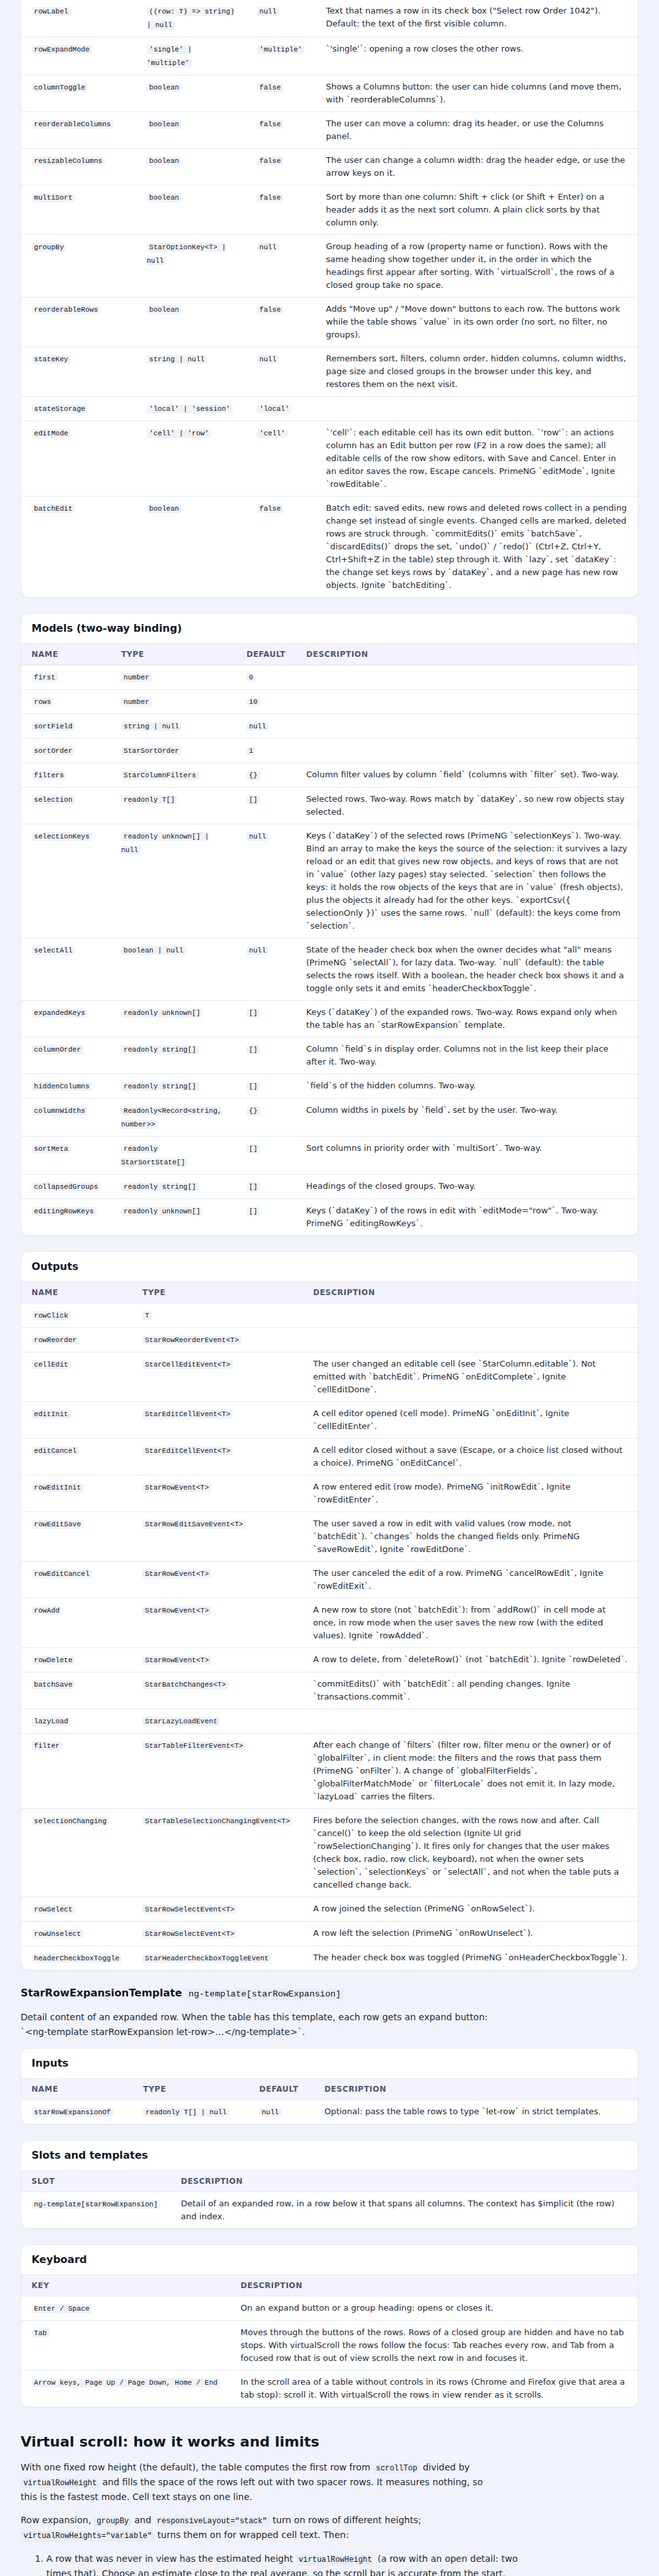 rowLabel ((row: T) => string) null Text that names a row in its check box ("Select row Order 1042").
| null Default: the text of the first visible column.
rowExpandMode 'single' | 'multiple' `'single'`: opening a row closes the other rows.
'multiple'
columnToggle boolean false Shows a Columns button: the user can hide columns (and move them,
with `reorderableColumns`).
reorderableColumns boolean false The user can move a column: drag its header, or use the Columns
panel.
resizableColumns boolean false The user can change a column width: drag the header edge, or use the
arrow keys on it.
multiSort boolean false Sort by more than one column: Shift + click (or Shift + Enter) on a
header adds it as the next sort column. A plain click sorts by that
column only.
groupBy StarOptionKey<T> | null Group heading of a row (property name or function). Rows with the
null same heading show together under it, in the order in which the
headings first appear after sorting. With `virtualScroll`, the rows of a
closed group take no space.
reorderableRows boolean false Adds "Move up" / "Move down" buttons to each row. The buttons work
while the table shows `value` in its own order (no sort, no filter, no
groups).
stateKey string | null null Remembers sort, filters, column order, hidden columns, column widths,
page size and closed groups in the browser under this key, and
restores them on the next visit.
stateStorage 'local' | 'session' 'local'
editMode 'cell' | 'row' 'cell' `'cell'`: each editable cell has its own edit button. `'row'`: an actions
column has an Edit button per row (F2 in a row does the same); all
editable cells of the row show editors, with Save and Cancel. Enter in
an editor saves the row, Escape cancels. PrimeNG `editMode`, Ignite
`rowEditable`.
batchEdit boolean false Batch edit: saved edits, new rows and deleted rows collect in a pending
change set instead of single events. Changed cells are marked, deleted
rows are struck through. `commitEdits()` emits `batchSave`,
`discardEdits()` drops the set, `undo()` / `redo()` (Ctrl+Z, Ctrl+Y,
Ctrl+Shift+Z in the table) step through it. With `lazy`, set `dataKey`:
the change set keys rows by `dataKey`, and a new page has new row
objects. Ignite `batchEditing`.
Models (two-way binding)
NAME TYPE DEFAULT DESCRIPTION
first number 0
rows number 10
sortField string | null null
sortOrder StarSortOrder 1
filters StarColumnFilters {} Column filter values by column `field` (columns with `filter` set). Two-way.
selection readonly T[] [] Selected rows. Two-way. Rows match by `dataKey`, so new row objects stay
selected.
selectionKeys readonly unknown[] | null Keys (`dataKey`) of the selected rows (PrimeNG `selectionKeys`). Two-way.
null Bind an array to make the keys the source of the selection: it survives a lazy
reload or an edit that gives new row objects, and keys of rows that are not
in `value` (other lazy pages) stay selected. `selection` then follows the
keys: it holds the row objects of the keys that are in `value` (fresh objects),
plus the objects it already had for the other keys. `exportCsv({
selectionOnly })` uses the same rows. `null` (default): the keys come from
`selection`.
selectAll boolean | null null State of the header check box when the owner decides what "all" means
(PrimeNG `selectAll`), for lazy data. Two-way. `null` (default): the table
selects the rows itself. With a boolean, the header check box shows it and a
toggle only sets it and emits `headerCheckboxToggle`.
expandedKeys readonly unknown[] [] Keys (`dataKey`) of the expanded rows. Two-way. Rows expand only when
the table has an `starRowExpansion` template.
columnOrder readonly string[] [] Column `field`s in display order. Columns not in the list keep their place
after it. Two-way.
hiddenColumns readonly string[] [] `field`s of the hidden columns. Two-way.
columnWidths Readonly<Record<string, {} Column widths in pixels by `field`, set by the user. Two-way.
number>>
sortMeta readonly [] Sort columns in priority order with `multiSort`. Two-way.
StarSortState[]
collapsedGroups readonly string[] [] Headings of the closed groups. Two-way.
editingRowKeys readonly unknown[] [] Keys (`dataKey`) of the rows in edit with `editMode="row"`. Two-way.
PrimeNG `editingRowKeys`.
Outputs
NAME TYPE DESCRIPTION
rowClick T
rowReorder StarRowReorderEvent<T>
cellEdit StarCellEditEvent<T> The user changed an editable cell (see `StarColumn.editable`). Not
emitted with `batchEdit`. PrimeNG `onEditComplete`, Ignite
`cellEditDone`.
editInit StarEditCellEvent<T> A cell editor opened (cell mode). PrimeNG `onEditInit`, Ignite
`cellEditEnter`.
editCancel StarEditCellEvent<T> A cell editor closed without a save (Escape, or a choice list closed without
a choice). PrimeNG `onEditCancel`.
rowEditInit StarRowEvent<T> A row entered edit (row mode). PrimeNG `initRowEdit`, Ignite
`rowEditEnter`.
rowEditSave StarRowEditSaveEvent<T> The user saved a row in edit with valid values (row mode, not
`batchEdit`). `changes` holds the changed fields only. PrimeNG
`saveRowEdit`, Ignite `rowEditDone`.
rowEditCancel StarRowEvent<T> The user canceled the edit of a row. PrimeNG `cancelRowEdit`, Ignite
`rowEditExit`.
rowAdd StarRowEvent<T> A new row to store (not `batchEdit`): from `addRow()` in cell mode at
once, in row mode when the user saves the new row (with the edited
values). Ignite `rowAdded`.
rowDelete StarRowEvent<T> A row to delete, from `deleteRow()` (not `batchEdit`). Ignite `rowDeleted`.
batchSave StarBatchChanges<T> `commitEdits()` with `batchEdit`: all pending changes. Ignite
`transactions.commit`.
lazyLoad StarLazyLoadEvent
filter StarTableFilterEvent<T> After each change of `filters` (filter row, filter menu or the owner) or of
`globalFilter`, in client mode: the filters and the rows that pass them
(PrimeNG `onFilter`). A change of `globalFilterFields`,
`globalFilterMatchMode` or `filterLocale` does not emit it. In lazy mode,
`lazyLoad` carries the filters.
selectionChanging StarTableSelectionChangingEvent<T> Fires before the selection changes, with the rows now and after. Call
`cancel()` to keep the old selection (Ignite UI grid
`rowSelectionChanging`). It fires only for changes that the user makes
(check box, radio, row click, keyboard), not when the owner sets
`selection`, `selectionKeys` or `selectAll`, and not when the table puts a
cancelled change back.
rowSelect StarRowSelectEvent<T> A row joined the selection (PrimeNG `onRowSelect`).
rowUnselect StarRowSelectEvent<T> A row left the selection (PrimeNG `onRowUnselect`).
headerCheckboxToggle StarHeaderCheckboxToggleEvent The header check box was toggled (PrimeNG `onHeaderCheckboxToggle`).
StarRowExpansionTemplate ng-template[starRowExpansion]
Detail content of an expanded row. When the table has this template, each row gets an expand button:
`<ng-template starRowExpansion let-row>…</ng-template>`.
Inputs
NAME TYPE DEFAULT DESCRIPTION
starRowExpansionOf readonly T[] | null null Optional: pass the table rows to type `let-row` in strict templates.
Slots and templates
SLOT DESCRIPTION
ng-template[starRowExpansion] Detail of an expanded row, in a row below it that spans all columns. The context has $implicit (the row)
and index.
Keyboard
KEY DESCRIPTION
Enter / Space On an expand button or a group heading: opens or closes it.
Tab Moves through the buttons of the rows. Rows of a closed group are hidden and have no tab
stops. With virtualScroll the rows follow the focus: Tab reaches every row, and Tab from a
focused row that is out of view scrolls the next row in and focuses it.
Arrow keys, Page Up / Page Down, Home / End In the scroll area of a table without controls in its rows (Chrome and Firefox give that area a
tab stop): scroll it. With virtualScroll the rows in view render as it scrolls.
Virtual scroll: how it works and limits
With one fixed row height (the default), the table computes the first row from scrollTop divided by
virtualRowHeight and fills the space of the rows left out with two spacer rows. It measures nothing, so
this is the fastest mode. Cell text stays on one line.
Row expansion, groupBy and responsiveLayout="stack" turn on rows of different heights;
virtualRowHeights="variable" turns them on for wrapped cell text. Then:
1. A row that was never in view has the estimated height virtualRowHeight (a row with an open detail: two
times that). Choose an estimate close to the real average, so the scroll bar is accurate from the start.